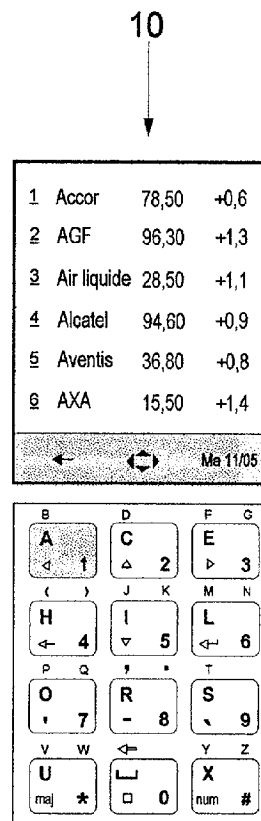 10
1 Accor 78,50 +0,6
2 AGF 96,30 +1,3
3 Air liquide 28,50 +1,1
4 Alcatel 94,60 +0,9
5 Aventis 36,80 +0,8
6 AXA 15,50 +1,4
Ma 11/05
B D F G
A C E
1 2 3
( ) J K M N
H I L
4 5 6
P Q , . T
O R S
' 7 - 8 ` 9
V W Y Z
U X
maj * 0 num #